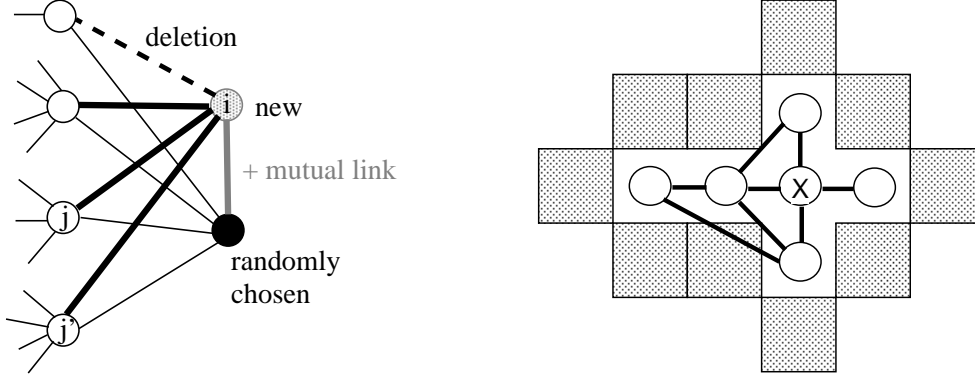 deletion
i
new
+ mutual link
j
randomly
chosen
j'
X